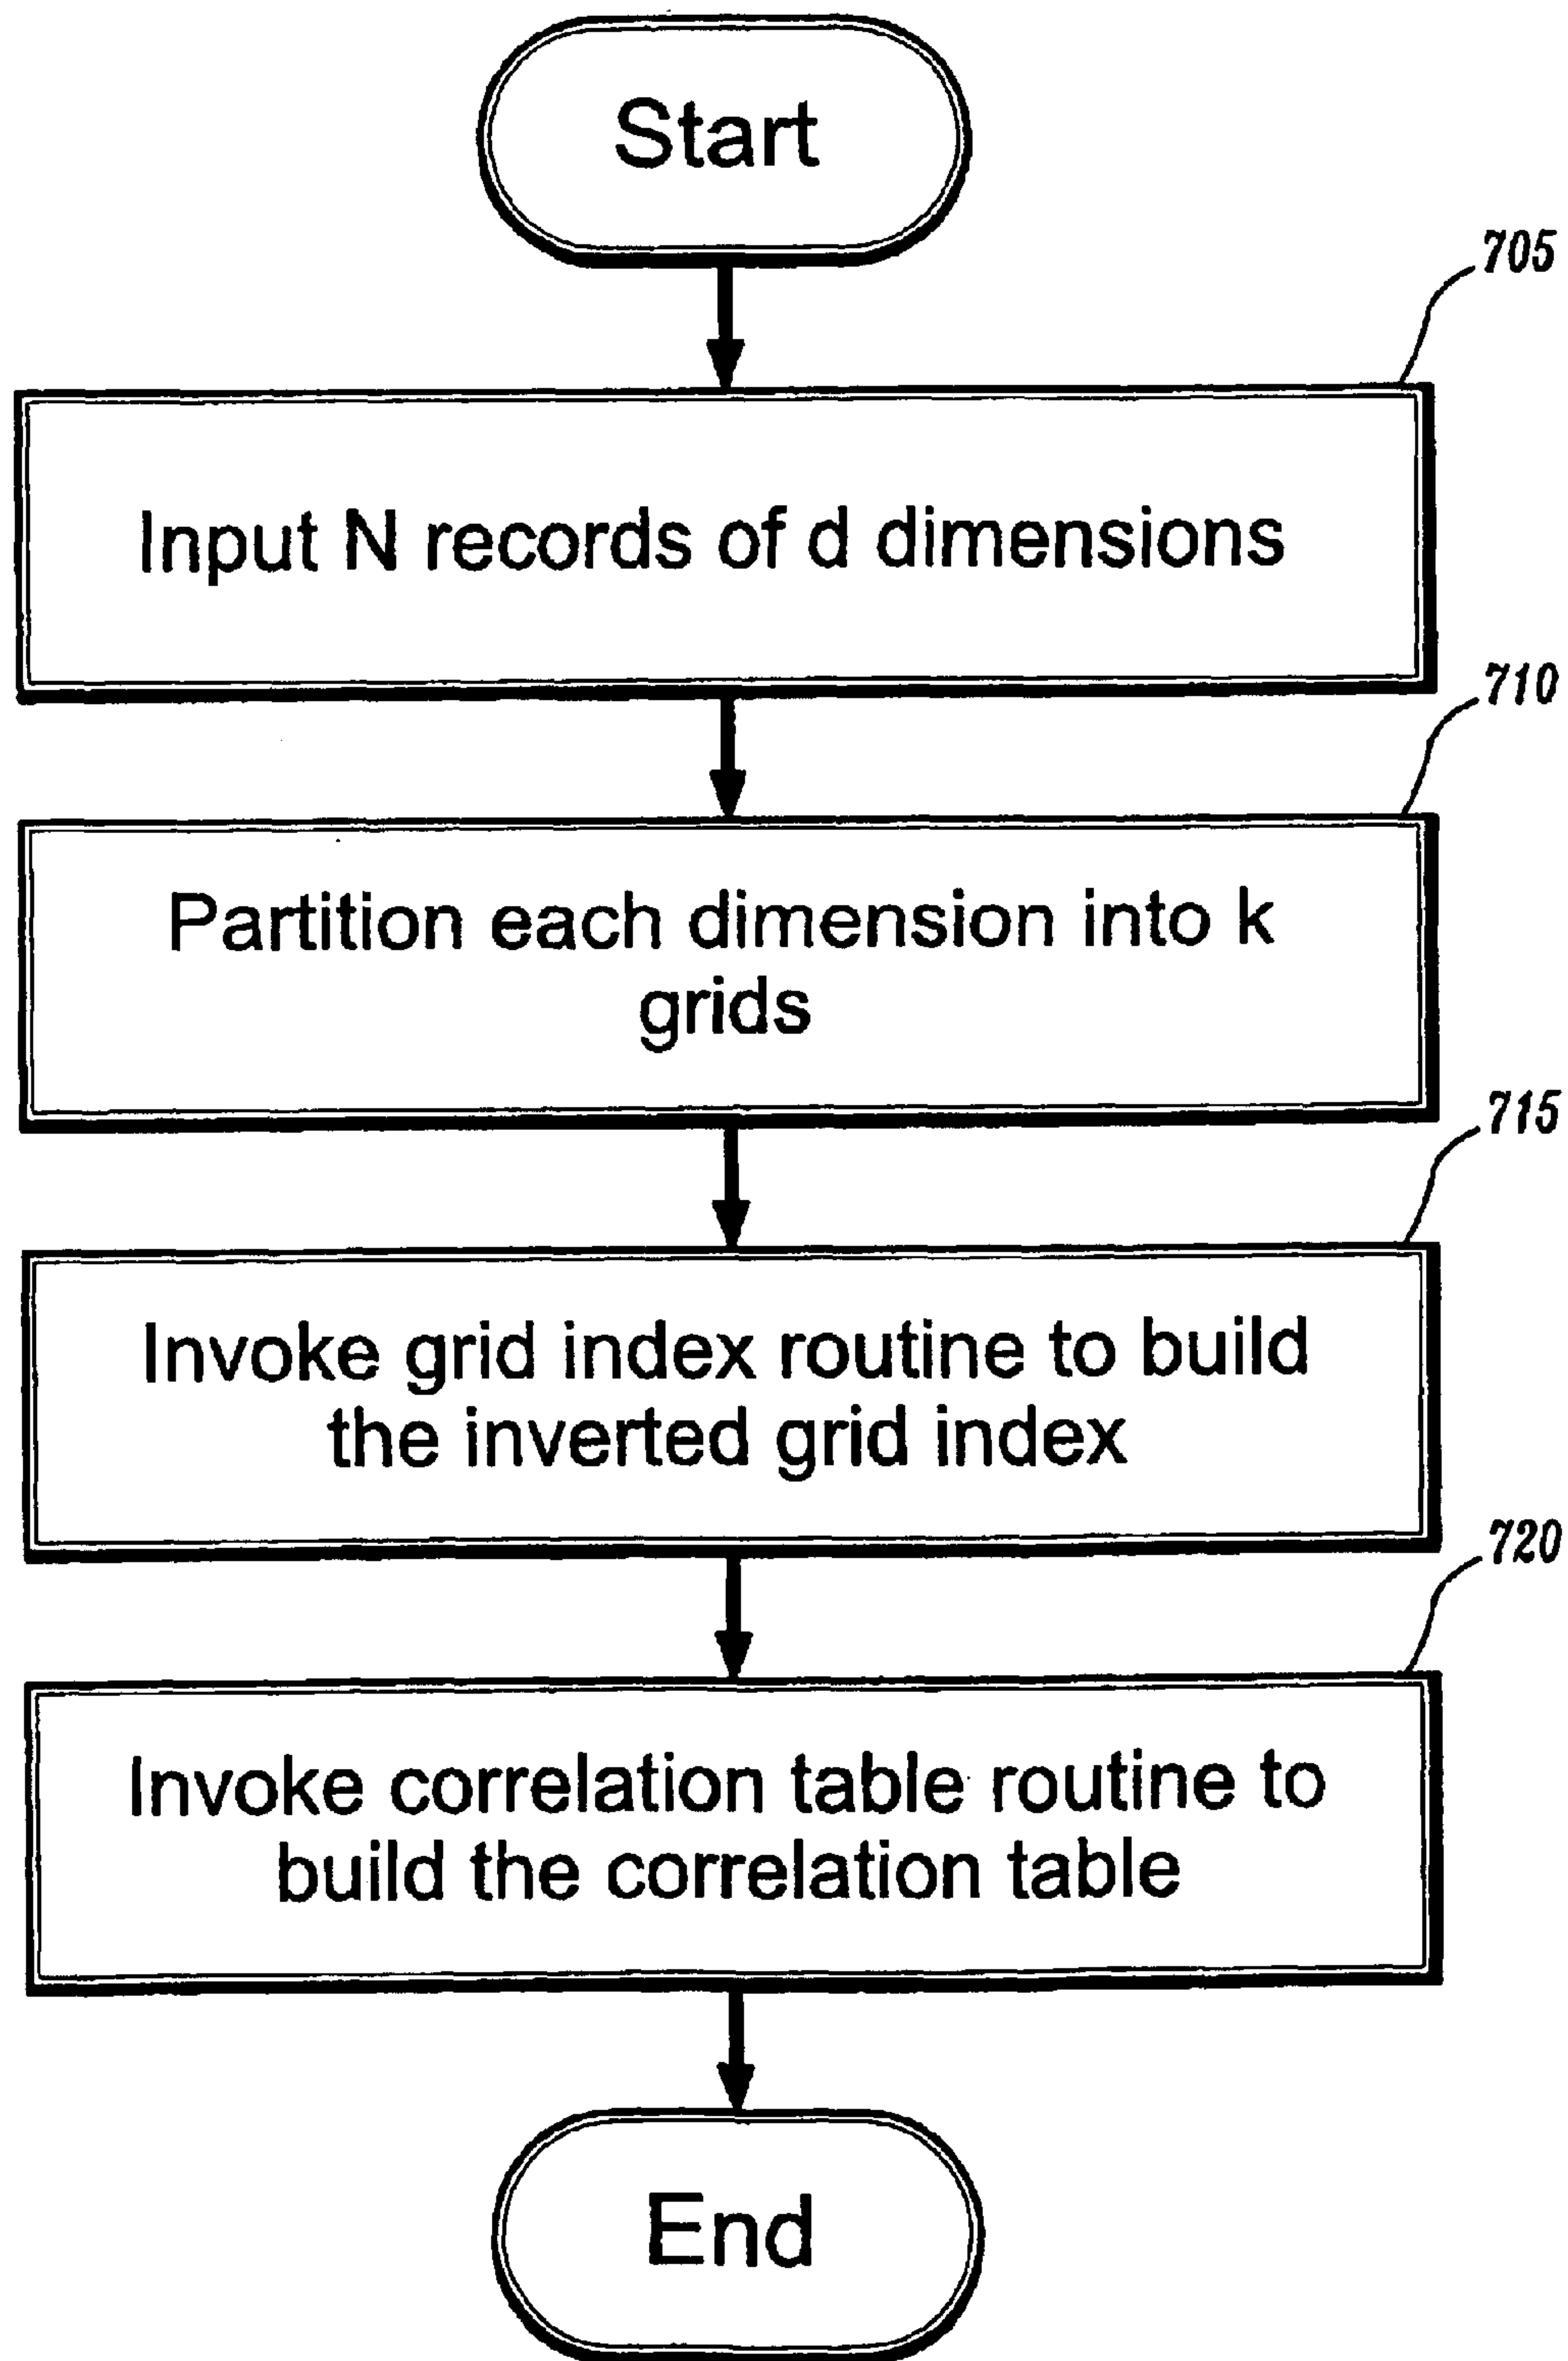 Start
705
Input N records of d dimensions
710
Partition each dimension into k
grids
715
Invoke grid index routine to build
the inverted grid index
720
Invoke correlation table routine to
build the correlation table
End